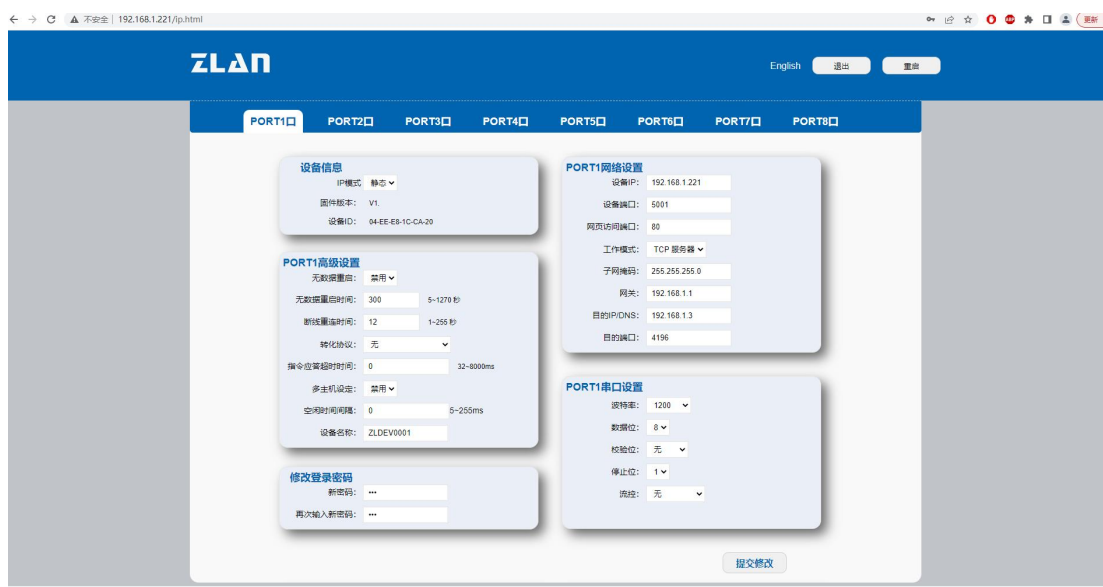 不安全 | 192.168.1.221/ip.html
更新
ZLAN
English 退出 重启
PORT1口 PORT2口 PORT3口 PORT4口 PORT5口 PORT6口 PORT7口 PORT8口
设备信息
IP模式 静态
固件版本: V1.
设备ID: 04-EE-E8-1C-CA-20
PORT1高级设置
无数据重启: 禁用
无数据重启时间: 300 5~1270 秒
断线重连时间: 12 1~255 秒
转化协议: 无
指令应答超时时间: 0 32~8000ms
多主机设定: 禁用
空闲时间间隔: 0 5~255ms
设备名称: ZLDEV0001
修改登录密码
新密码: •••
再次输入新密码: •••
PORT1网络设置
设备IP: 192.168.1.221
设备端口: 5001
网页访问端口: 80
工作模式: TCP 服务器
子网掩码: 255.255.255.0
网关: 192.168.1.1
目的IP/DNS: 192.168.1.3
目的端口: 4196
PORT1串口设置
波特率: 1200
数据位: 8
校验位: 无
停止位: 1
流控: 无
提交修改